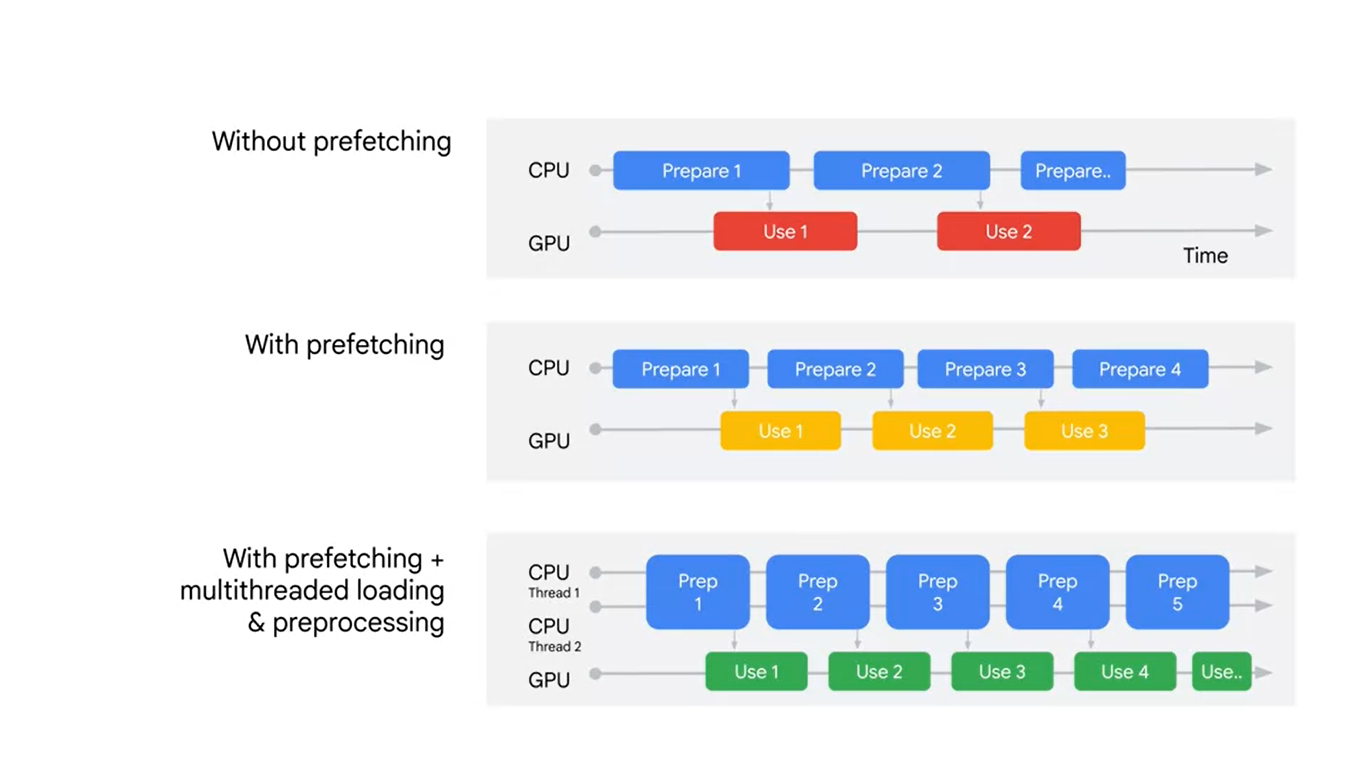 Without prefetching
CPU
Prepare 1
Prepare 2
Prepare..
GPU
Use 1
Use 2
Time
With prefetching
CPU
Prepare 1
Prepare 2
Prepare 3
Prepare 4
GPU
Use 1
Use 2
Use 3
With prefetching +
multithreaded loading
& preprocessing
CPU
Thread 1
CPU
Thread 2
Prep
1
Prep
2
Prep
3
Prep
4
Prep
5
GPU
Use 1
Use 2
Use 3
Use 4
Use..